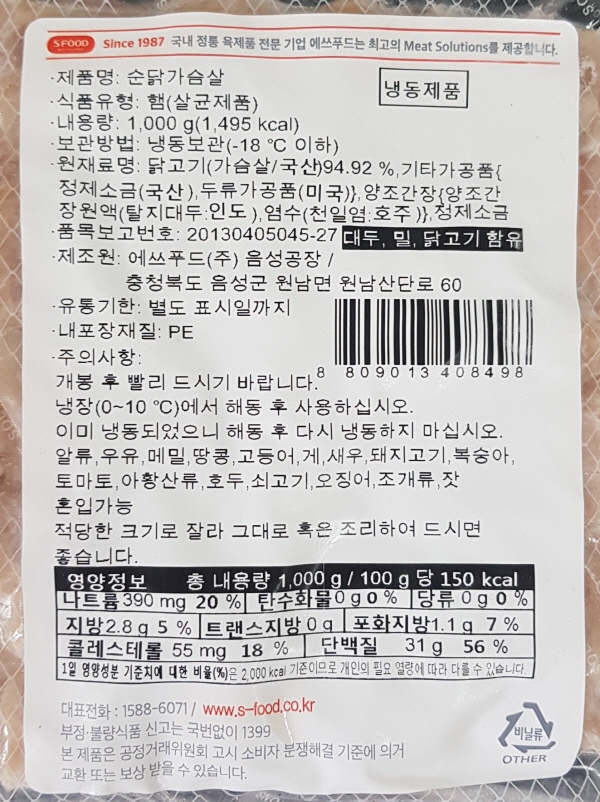 SFOOD Since 1987 국내 정통 육제품 전문 기업 에쓰푸드는 최고의 Meat Solutions를 제공합니다.
·제품명: 순닭가슴살
냉동제품
·식품유형: 햄(살균제품)
·내용량: 1,000 g(1,495 kcal)
·보관방법: 냉동보관(-18 ℃ 이하)
·원재료명: 닭고기(가슴살/국산)94.92 %,기타가공품{
정제소금(국산),두류가공품(미국)},양조간장{양조간
장원액(탈지대두:인도),염수(천일염:호주)},정제소금
·품목보고번호: 20130405045-27 대두, 밀, 닭고기 함유
·제조원: 에쓰푸드(주) 음성공장 /
충청북도 음성군 원남면 원남산단로 60
·유통기한: 별도 표시일까지
·내포장재질: PE
·주의사항:
8 809013 408498
개봉 후 빨리 드시기 바랍니다.
냉장(0~10 ℃)에서 해동 후 사용하십시오.
이미 냉동되었으니 해동 후 다시 냉동하지 마십시오.
알류,우유,메밀,땅콩,고등어,게,새우,돼지고기,복숭아,
토마토,아황산류,호두,쇠고기,오징어,조개류,잣
혼입가능
적당한 크기로 잘라 그대로 혹은 조리하여 드시면
좋습니다.
영양정보 총 내용량 1,000 g / 100 g 당 150 kcal
나트륨 390 mg 20 % 탄수화물 0 g 0 % 당류 0 g 0 %
지방 2.8 g 5 % 트랜스지방 0 g 포화지방 1.1 g 7 %
콜레스테롤 55 mg 18 % 단백질 31 g 56 %
1일 영양성분 기준치에 대한 비율(%)은 2,000 kcal 기준이므로 개인의 필요 열량에 따라 다를 수 있습니다.
대표전화 : 1588-6071 / www.s-food.co.kr
부정·불량식품 신고는 국번없이 1399
본 제품은 공정거래위원회 고시 소비자 분쟁해결 기준에 의거
교환 또는 보상 받을 수 있습니다.
비닐류
OTHER